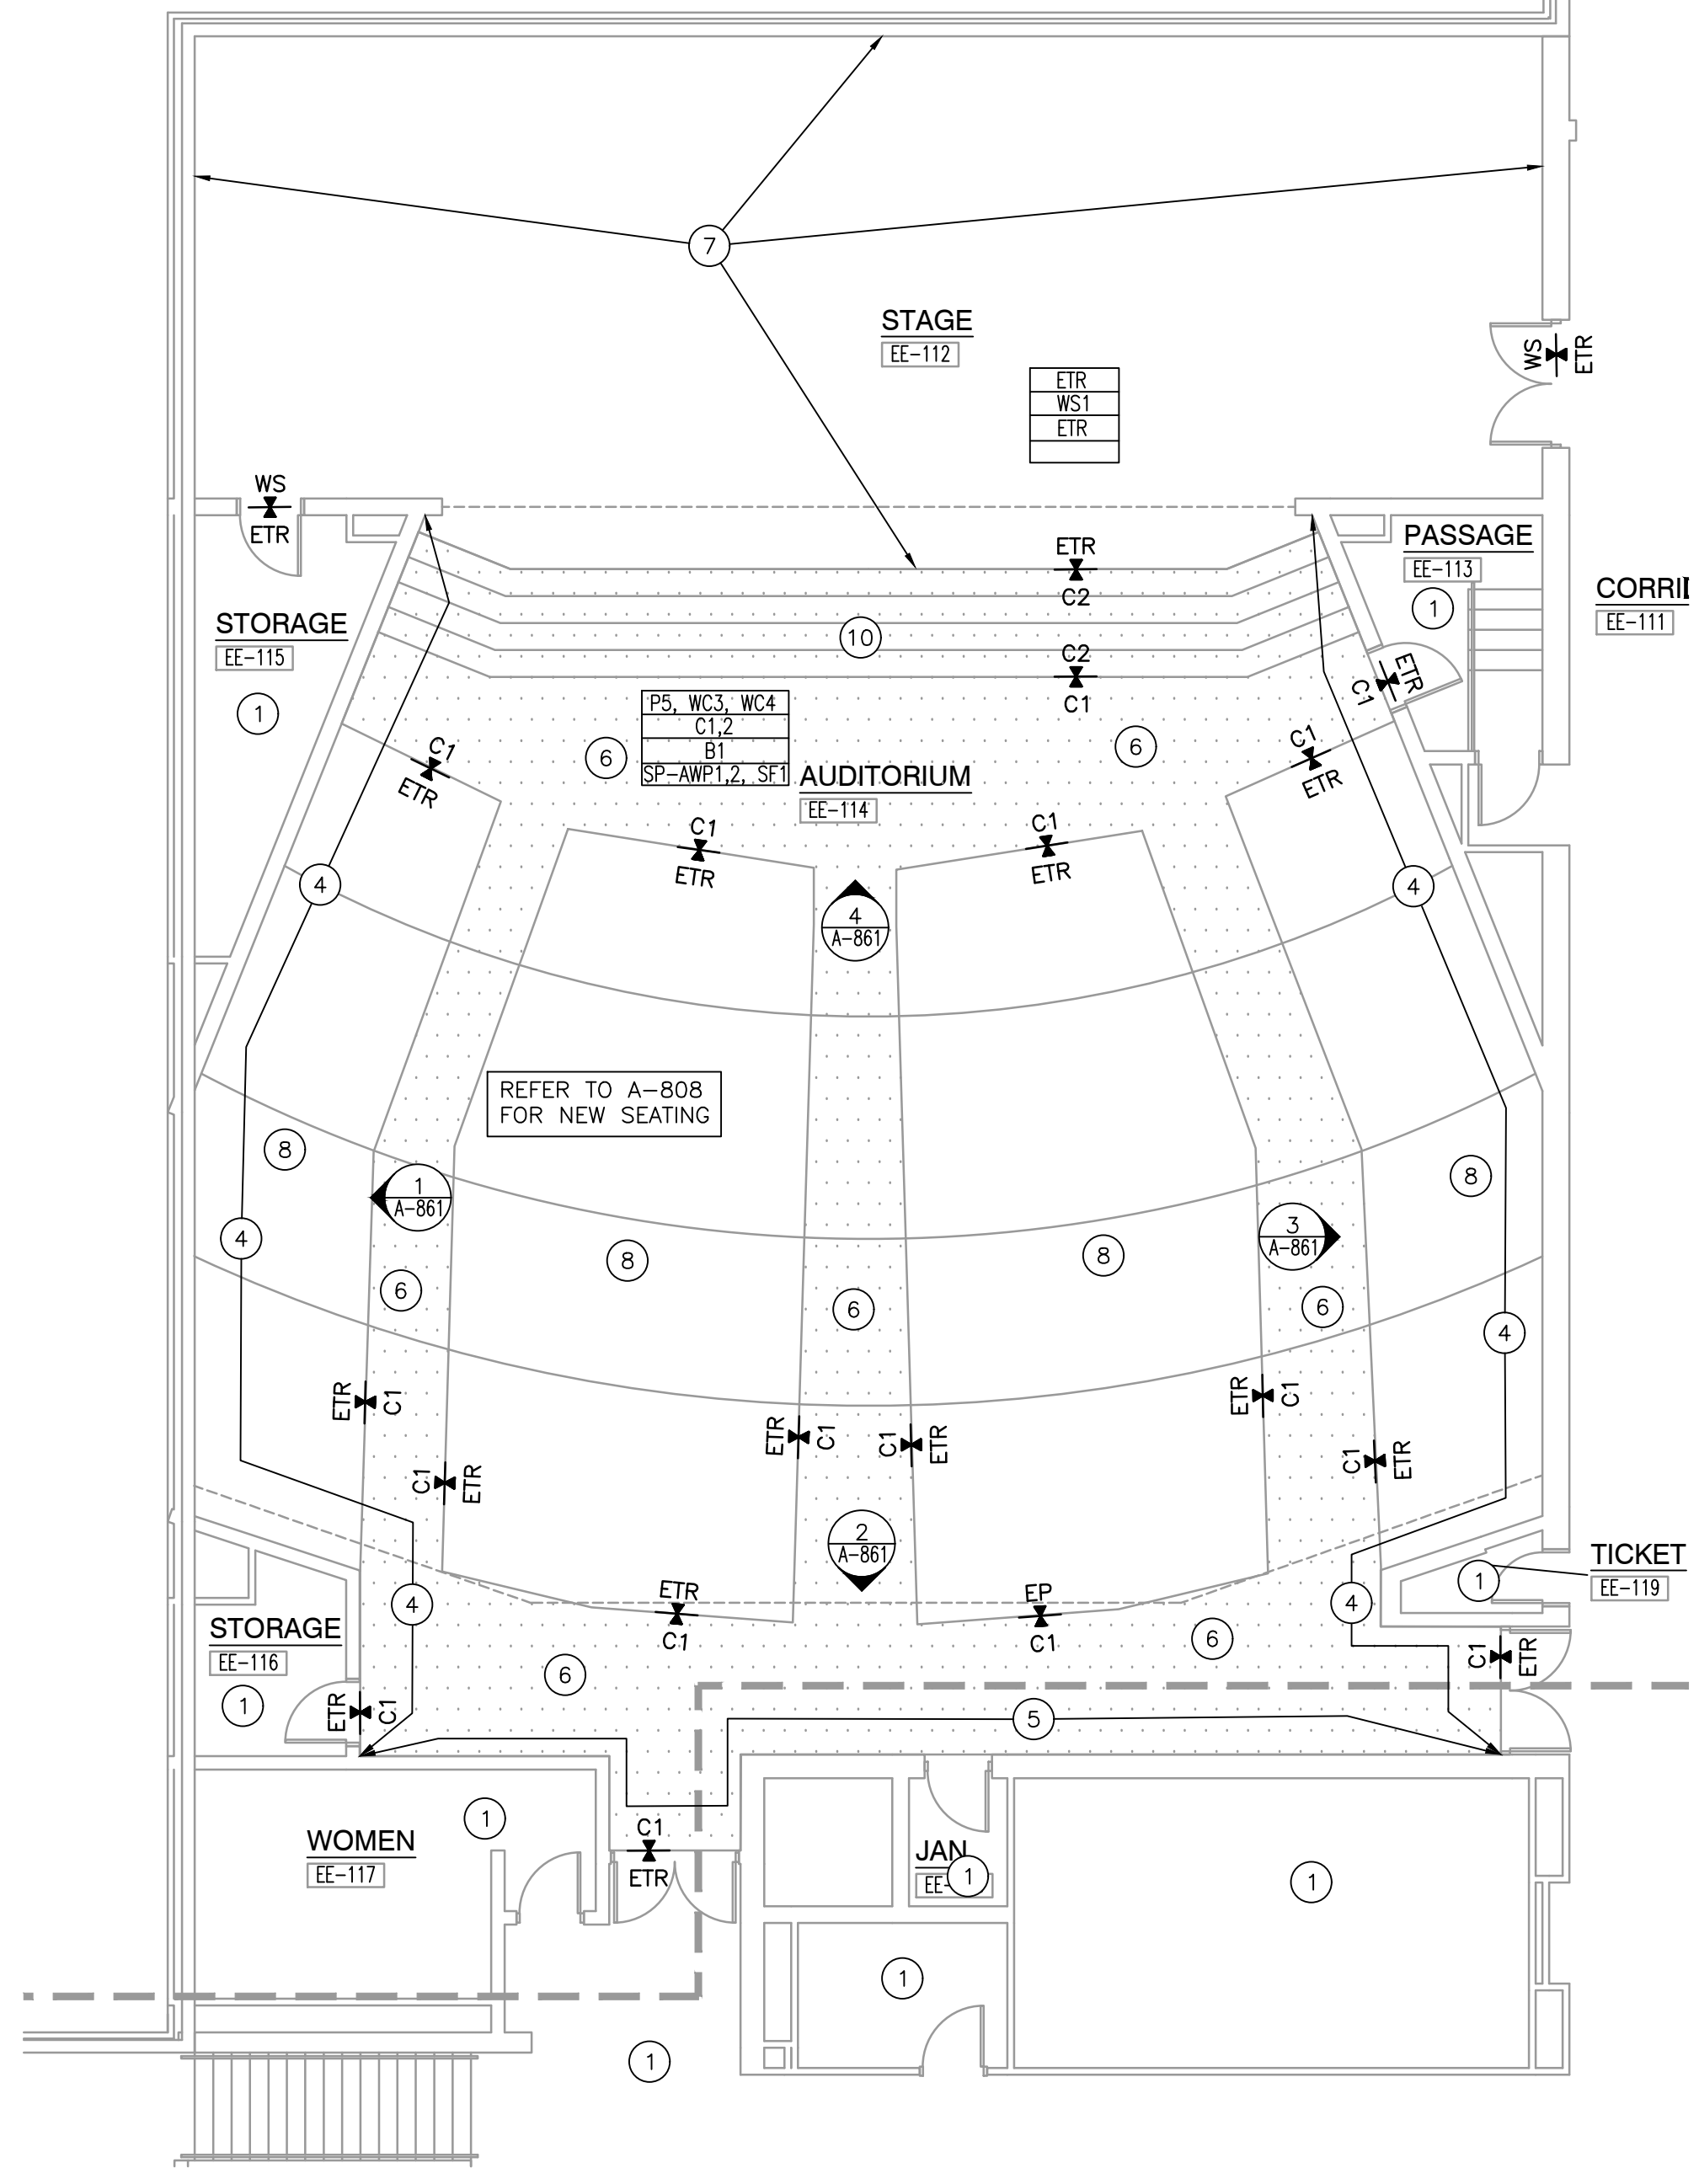 7
STAGE
EE-112
WS
ETR
ETR
WS1
ETR
WS
ETR
PASSAGE
EE-113
1
ETR
C2
CORRI
EE-111
STORAGE
EE-115
1
10
C2
C1
ETR
C1
P5, WC3, WC4
C1,2
B1
SP-AWP1,2, SF1
6
6
AUDITORIUM
EE-114
C1
ETR
C1
ETR
C1
ETR
C1
ETR
4
4
4
A-861
REFER TO A-808
FOR NEW SEATING
8
8
1
A-861
3
A-861
4
8
8
6
6
6
4
ETR
C1
ETR
C1
ETR
C1
C1
ETR
C1
ETR
C1
ETR
2
A-861
TICKET
EE-119
1
4
ETR
C1
EP
C1
4
STORAGE
EE-116
1
6
6
C1
ETR
ETR
C1
5
WOMEN
EE-117
1
C1
ETR
JAN
EE-
1
1
1
1